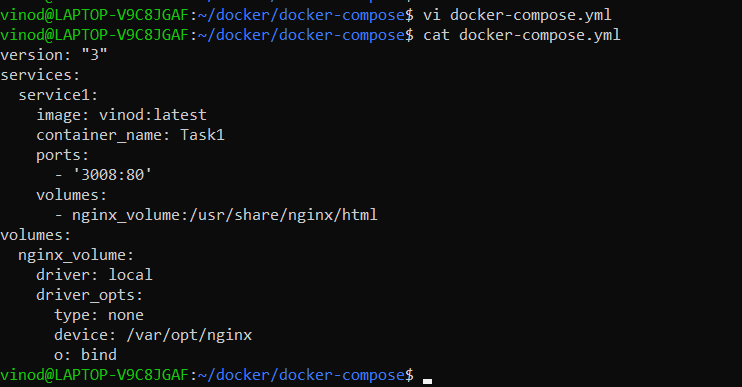 vinod@LAPTOP-V9C8JGAF:~/docker/docker-compose$ vi docker-compose.yml
vinod@LAPTOP-V9C8JGAF:~/docker/docker-compose$ cat docker-compose.yml
version: "3"
services:
  service1:
    image: vinod:latest
    container_name: Task1
    ports:
      - '3008:80'
    volumes:
      - nginx_volume:/usr/share/nginx/html
volumes:
  nginx_volume:
    driver: local
    driver_opts:
      type: none
      device: /var/opt/nginx
      o: bind
vinod@LAPTOP-V9C8JGAF:~/docker/docker-compose$